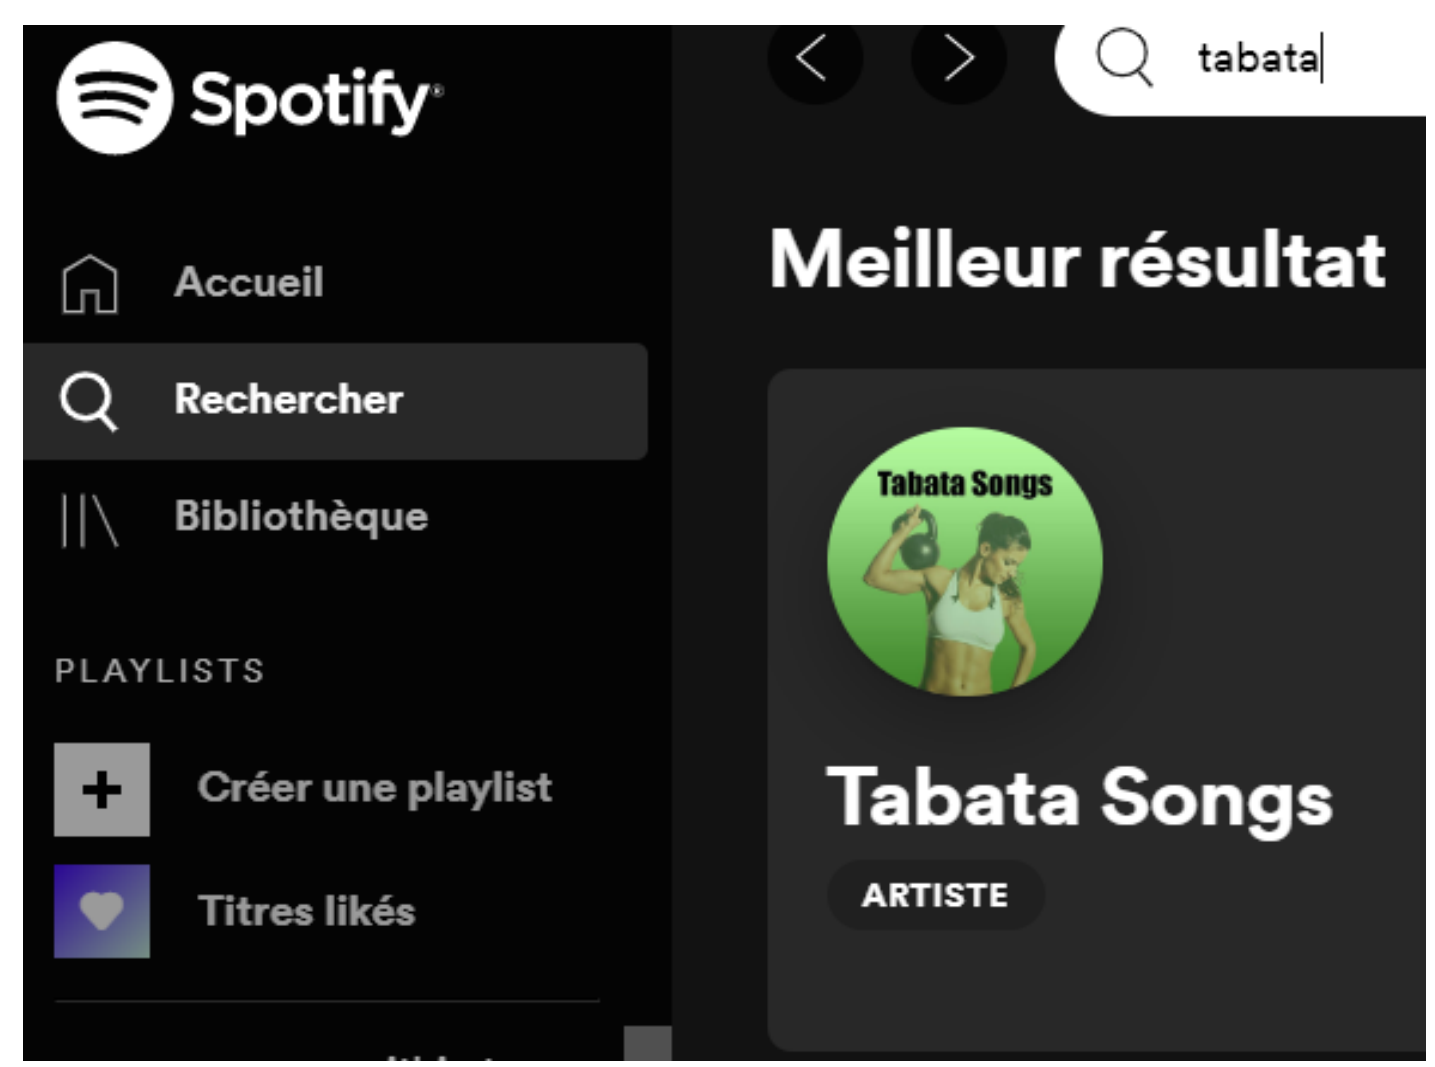 Spotify®
Accueil
Rechercher
Bibliothèque
PLAYLISTS
Créer une playlist
Titres likés
tabata
Meilleur résultat
Tabata Songs
Tabata Songs
ARTISTE